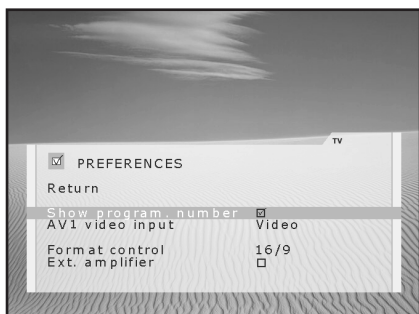 TV
PREFERENCES
Return
Show program. number ☑
AV1 video input Video
Format control 16/9
Ext. amplifier ☐